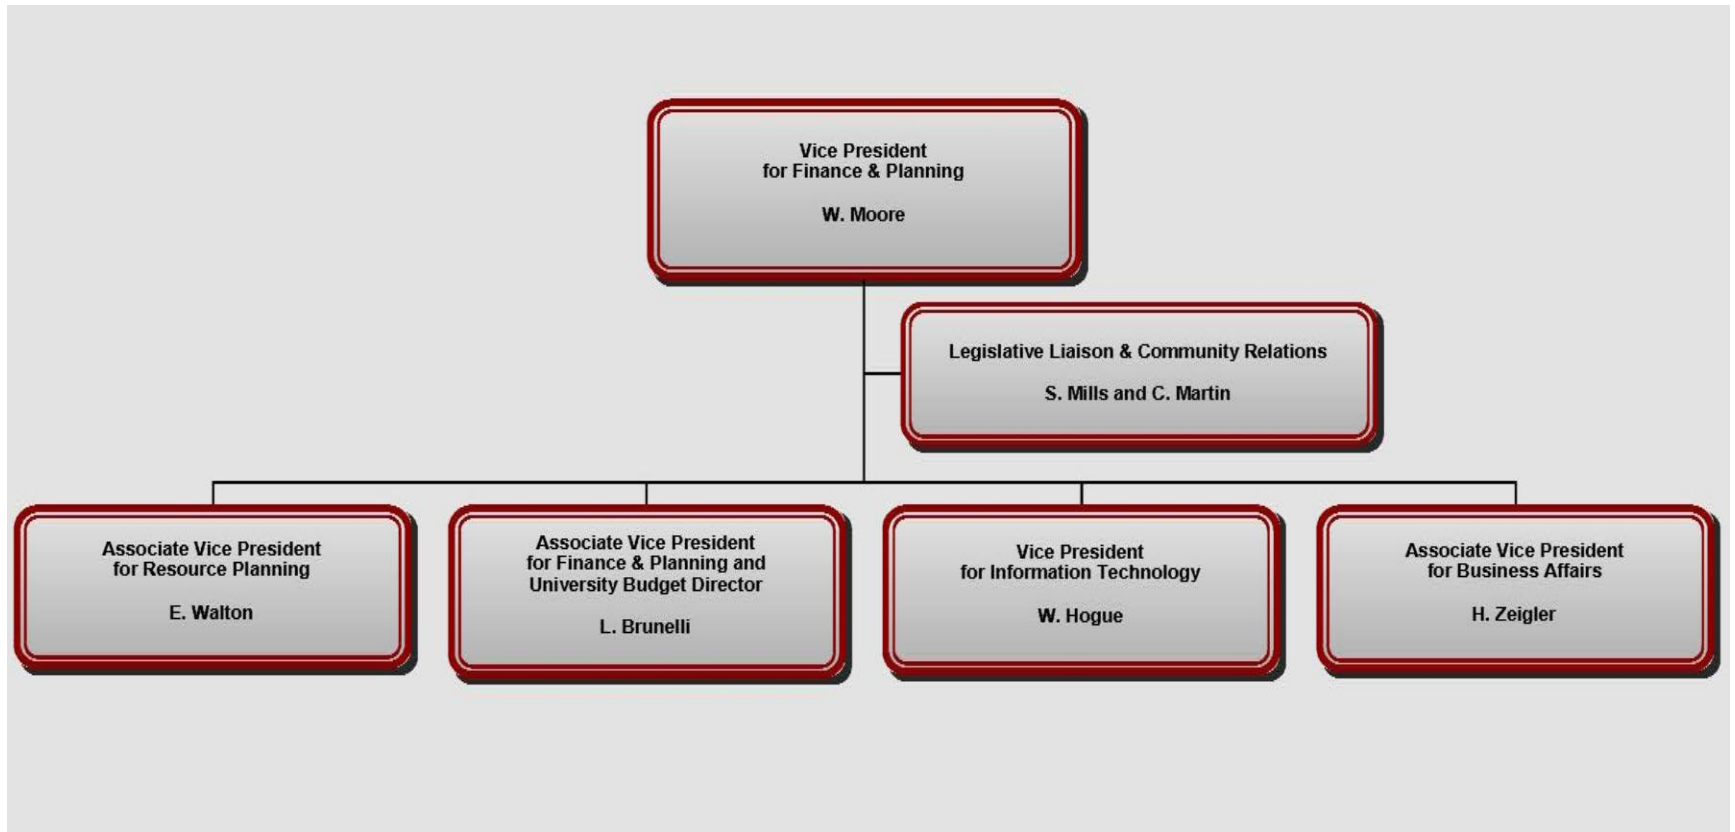 Vice President
for Finance & Planning
W. Moore
Legislative Liaison & Community Relations
S. Mills and C. Martin
Associate Vice President
for Resource Planning
E. Walton
Associate Vice President
for Finance & Planning and
University Budget Director
L. Brunelli
Vice President
for Information Technology
W. Hogue
Associate Vice President
for Business Affairs
H. Zeigler